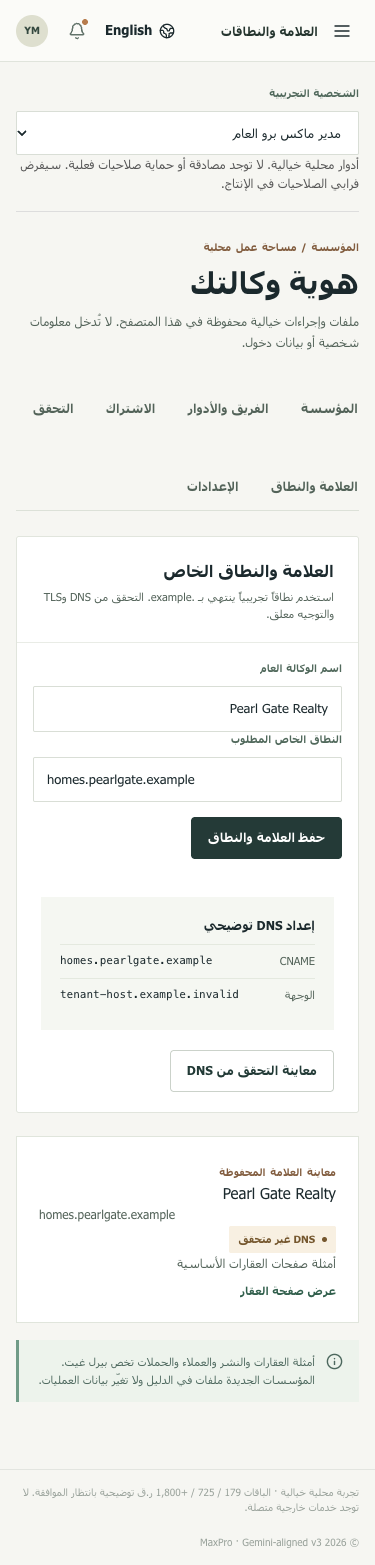 العلامة والنطاقات
English
YM
الشخصية التجريبية
مدير ماكس برو العام
أدوار محلية خيالية. لا توجد مصادقة أو حماية صلاحيات فعلية. سيفرض
فرابي الصلاحيات في الإنتاج.
المؤسسة / مساحة عمل محلية
هوية وكالتك
ملفات وإجراءات خيالية محفوظة في هذا المتصفح. لا تُدخل معلومات
شخصية أو بيانات دخول.
المؤسسة
الفريق والأدوار
الاشتراك
التحقق
العلامة والنطاق
الإعدادات
العلامة والنطاق الخاص
استخدم نطاقاً تجريبياً ينتهي بـ .example. التحقق من DNS وTLS
والتوجيه معلق.
اسم الوكالة العام
Pearl Gate Realty
النطاق الخاص المطلوب
homes.pearlgate.example
حفظ العلامة والنطاق
إعداد DNS توضيحي
CNAME
homes.pearlgate.example
الوجهة
tenant-host.example.invalid
معاينة التحقق من DNS
معاينة العلامة المحفوظة
Pearl Gate Realty
homes.pearlgate.example
DNS غير متحقق
أمثلة صفحات العقارات الأساسية
عرض صفحة العقار
أمثلة العقارات والنشر والعملاء والحملات تخص بيرل غيت.
المؤسسات الجديدة ملفات في الدليل ولا تغيّر بيانات العمليات.
تجربة محلية خيالية · الباقات 179 / 725 / +1,800 ر.ق توضيحية بانتظار الموافقة. لا
توجد خدمات خارجية متصلة.
MaxPro · Gemini-aligned v3 2026 ©